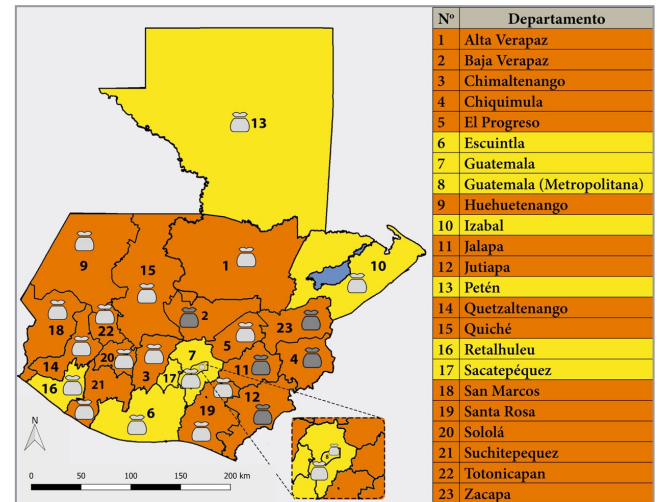 Nº Departamento
1 Alta Verapaz
2 Baja Verapaz
3 Chimaltenango
4 Chiquimula
5 El Progreso
6 Escuintla
7 Guatemala
8 Guatemala (Metropolitana)
9 Huehuetenango
10 Izabal
11 Jalapa
12 Jutiapa
13 Petén
14 Quetzaltenango
15 Quiché
16 Retalhuleu
17 Sacatepéquez
18 San Marcos
19 Santa Rosa
20 Sololá
21 Suchitepequez
22 Totonicapan
23 Zacapa
13
10
9
15
1
2
23
18
22
5
7
4
20
11
14
3
17
16
21
12
6
19
N
0 50 100 150 200 km
8